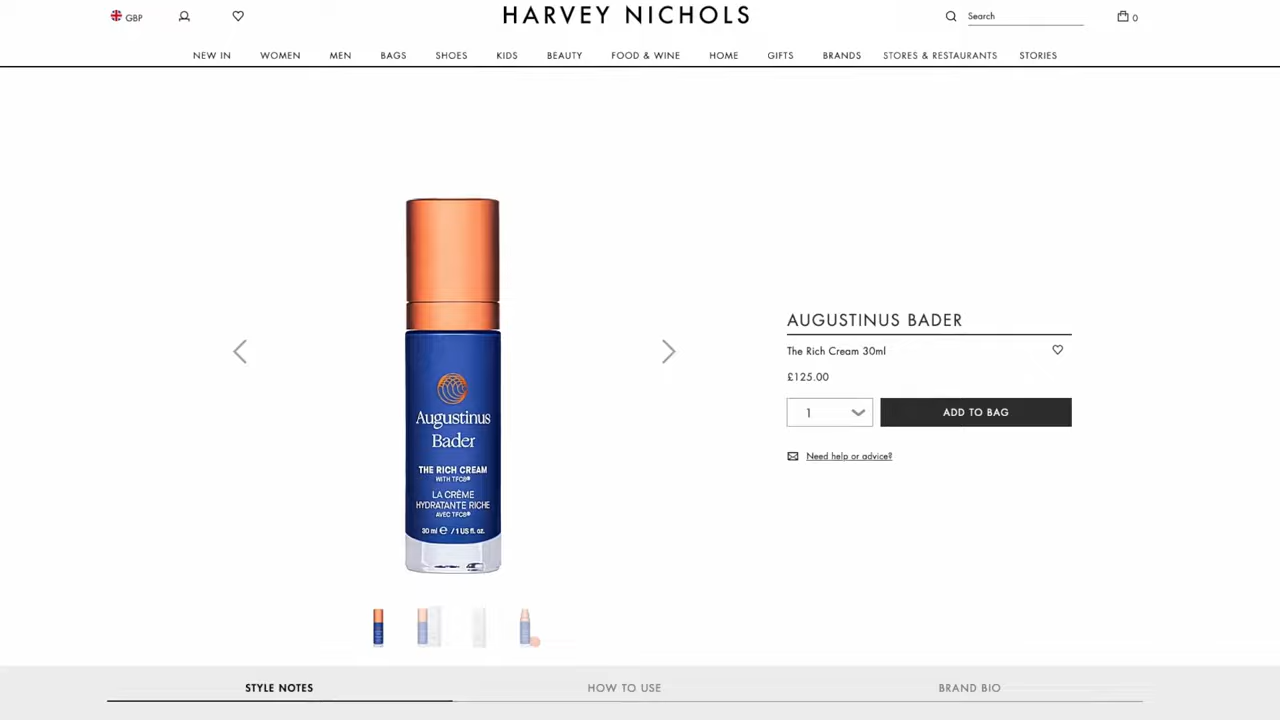 GBP
HARVEY NICHOLS
Search
0
NEW IN WOMEN MEN BAGS SHOES KIDS BEAUTY FOOD & WINE HOME GIFTS BRANDS STORES & RESTAURANTS STORIES
Augustinus
Bader
THE RICH CREAM
WITH TFC8®
LA CRÈME
HYDRATANTE RICHE
AVEC TFC8®
30 ml ℮ / 1 US fl. oz.
AUGUSTINUS BADER
The Rich Cream 30ml
£125.00
1
ADD TO BAG
Need help or advice?
STYLE NOTES HOW TO USE BRAND BIO